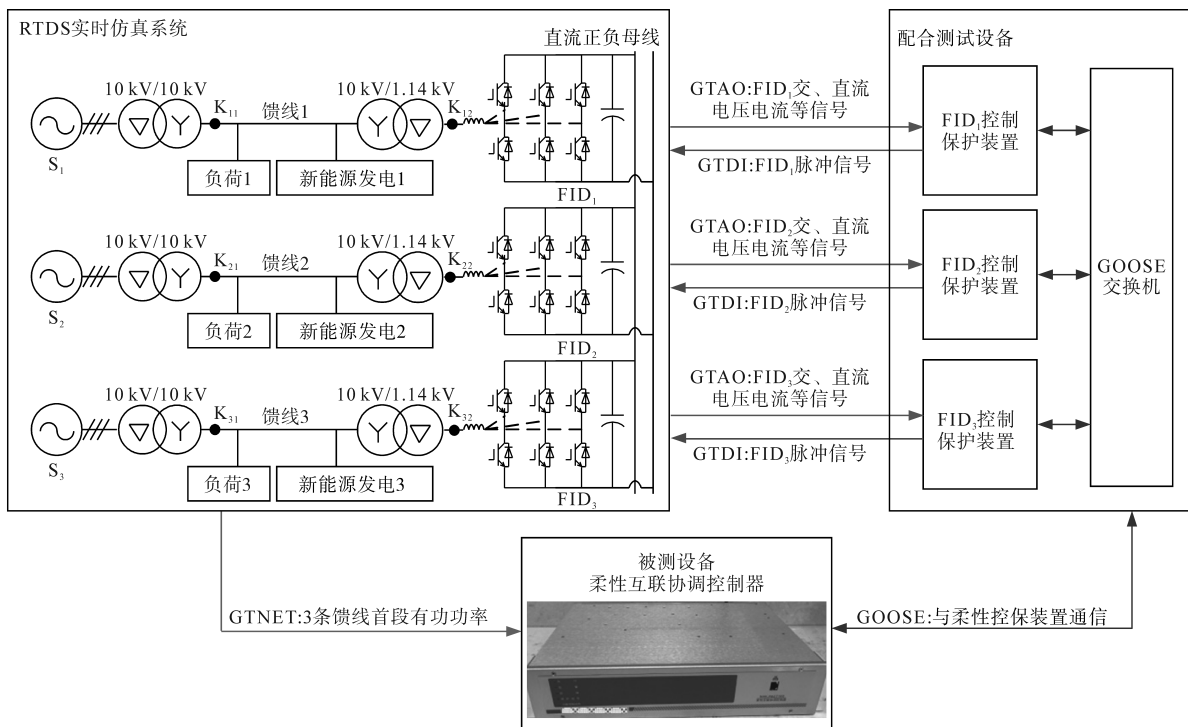 RTDS实时仿真系统
直流正负母线
10 kV/10 kV
10 kV/1.14 kV
K₁₁
馈线1
K₁₂
S₁
负荷1
新能源发电1
FID₁
10 kV/10 kV
10 kV/1.14 kV
K₂₁
馈线2
K₂₂
S₂
负荷2
新能源发电2
FID₂
10 kV/10 kV
10 kV/1.14 kV
K₃₁
馈线3
K₃₂
S₃
负荷3
新能源发电3
FID₃
GTAO:FID₁交、直流
电压电流等信号
GTDI:FID₁脉冲信号
GTAO:FID₂交、直流
电压电流等信号
GTDI:FID₂脉冲信号
GTAO:FID₃交、直流
电压电流等信号
GTDI:FID₃脉冲信号
配合测试设备
FID₁控制
保护装置
FID₂控制
保护装置
FID₃控制
保护装置
GOOSE
交换机
被测设备
柔性互联协调控制器
GTNET:3条馈线首段有功功率
GOOSE:与柔性控保装置通信